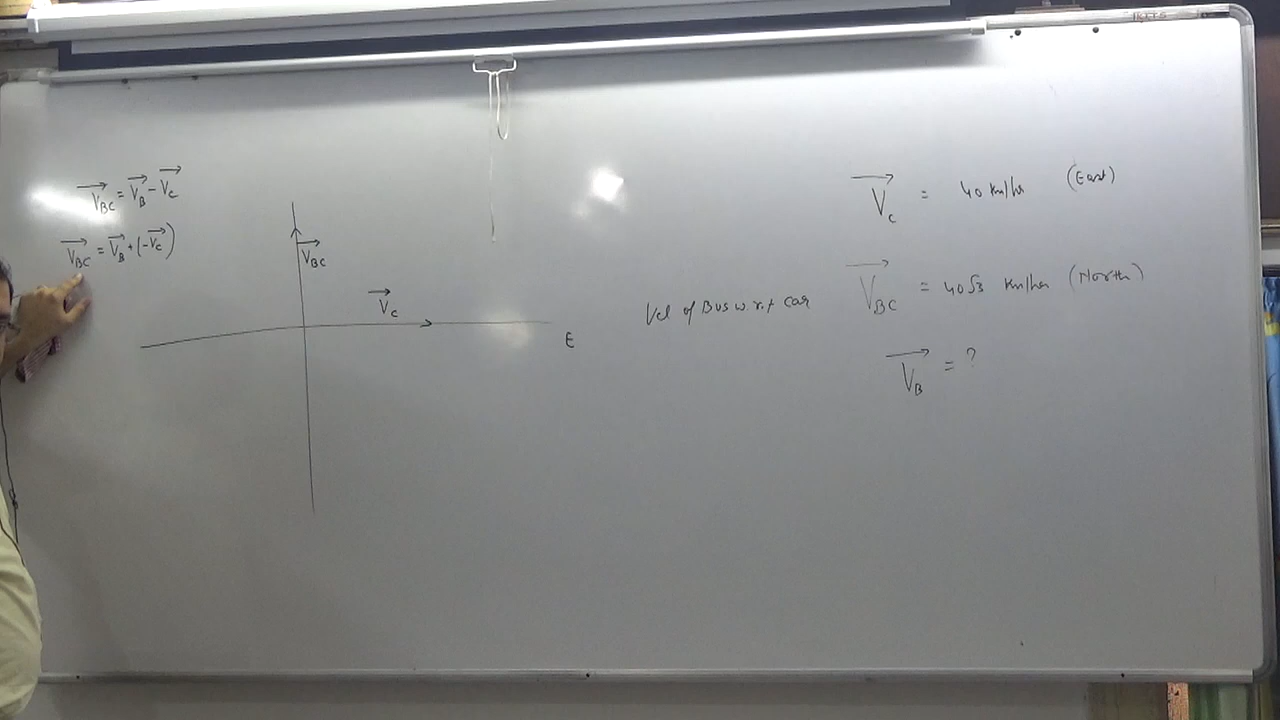 V_BC = V_B - V_C
V_BC = V_B + (-V_C)
V_BC
V_C
E
V_C = 40 km/hr (East)
Vel of Bus w.r.t car V_BC = 40√3 km/hr (North)
V_B = ?